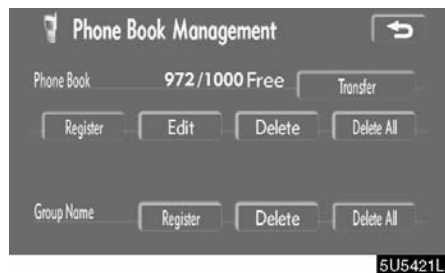 Phone Book Management
Phone Book 972/1000 Free Transfer
Register Edit Delete Delete All
Group Name Register Delete Delete All
5U5421L